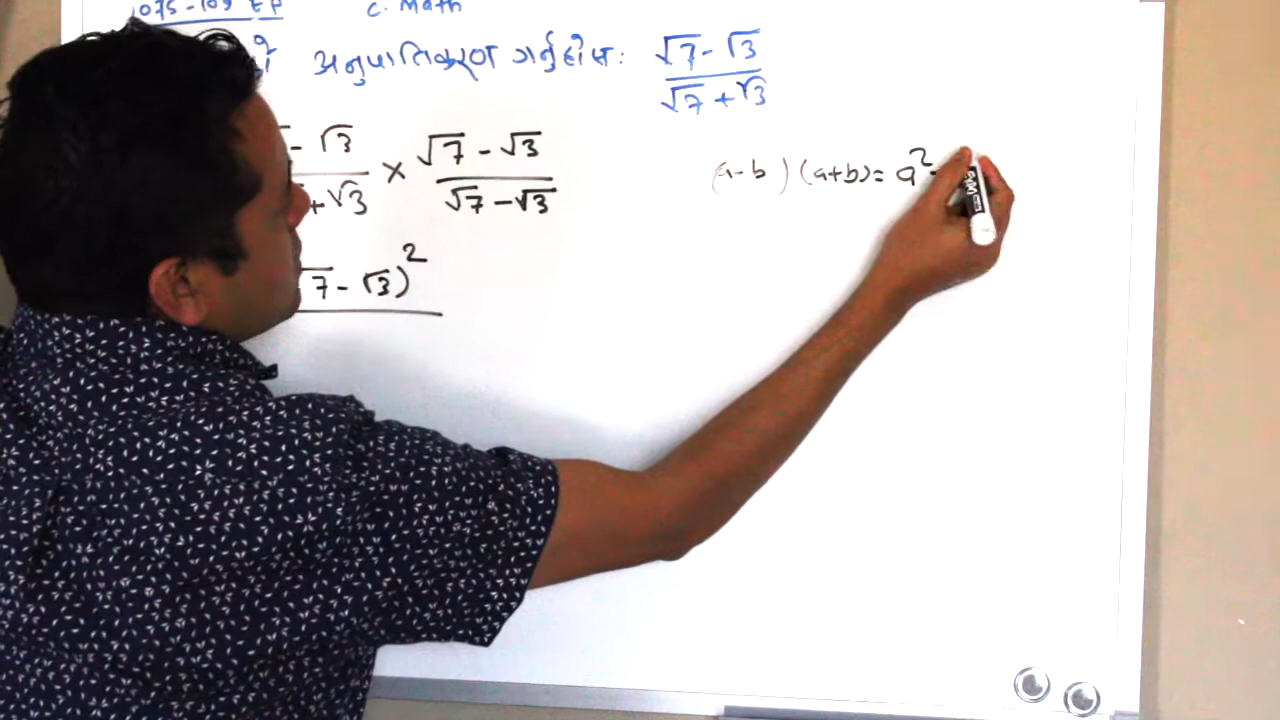 C. Math
अनुपातिकरण गर्नुहोस: √7-√3 / √7+√3
- √3 / + √3 × √7 - √3 / √7 - √3
(a-b)(a+b) = a²
7 - √3)²